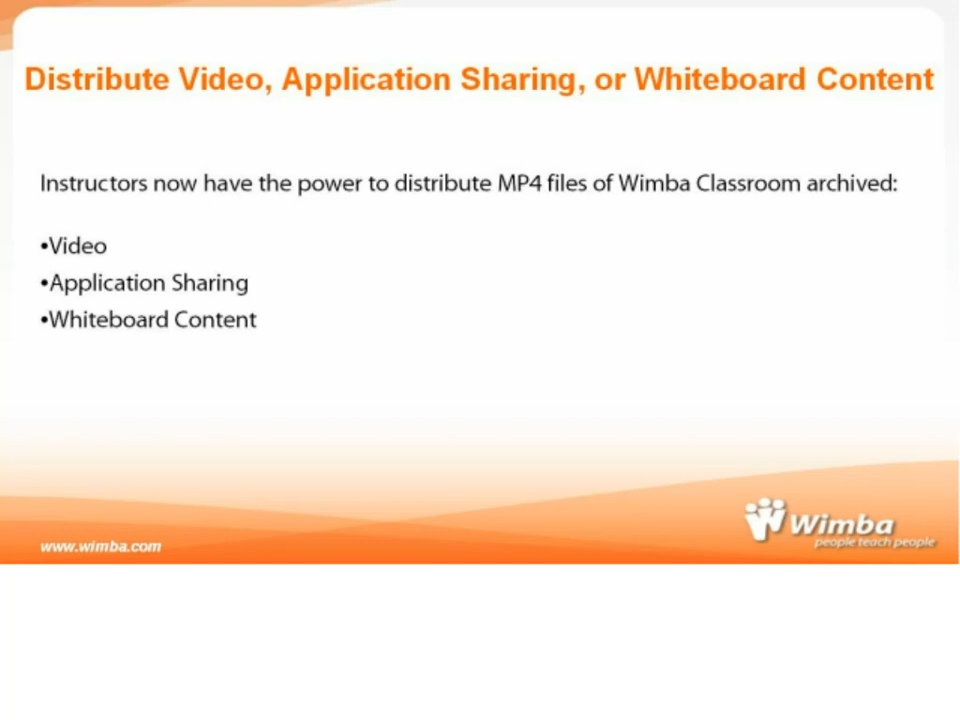 Distribute Video, Application Sharing, or Whiteboard Content
Instructors now have the power to distribute MP4 files of Wimba Classroom archived:
•Video
•Application Sharing
•Whiteboard Content
www.wimba.com
Wimba
people teach people